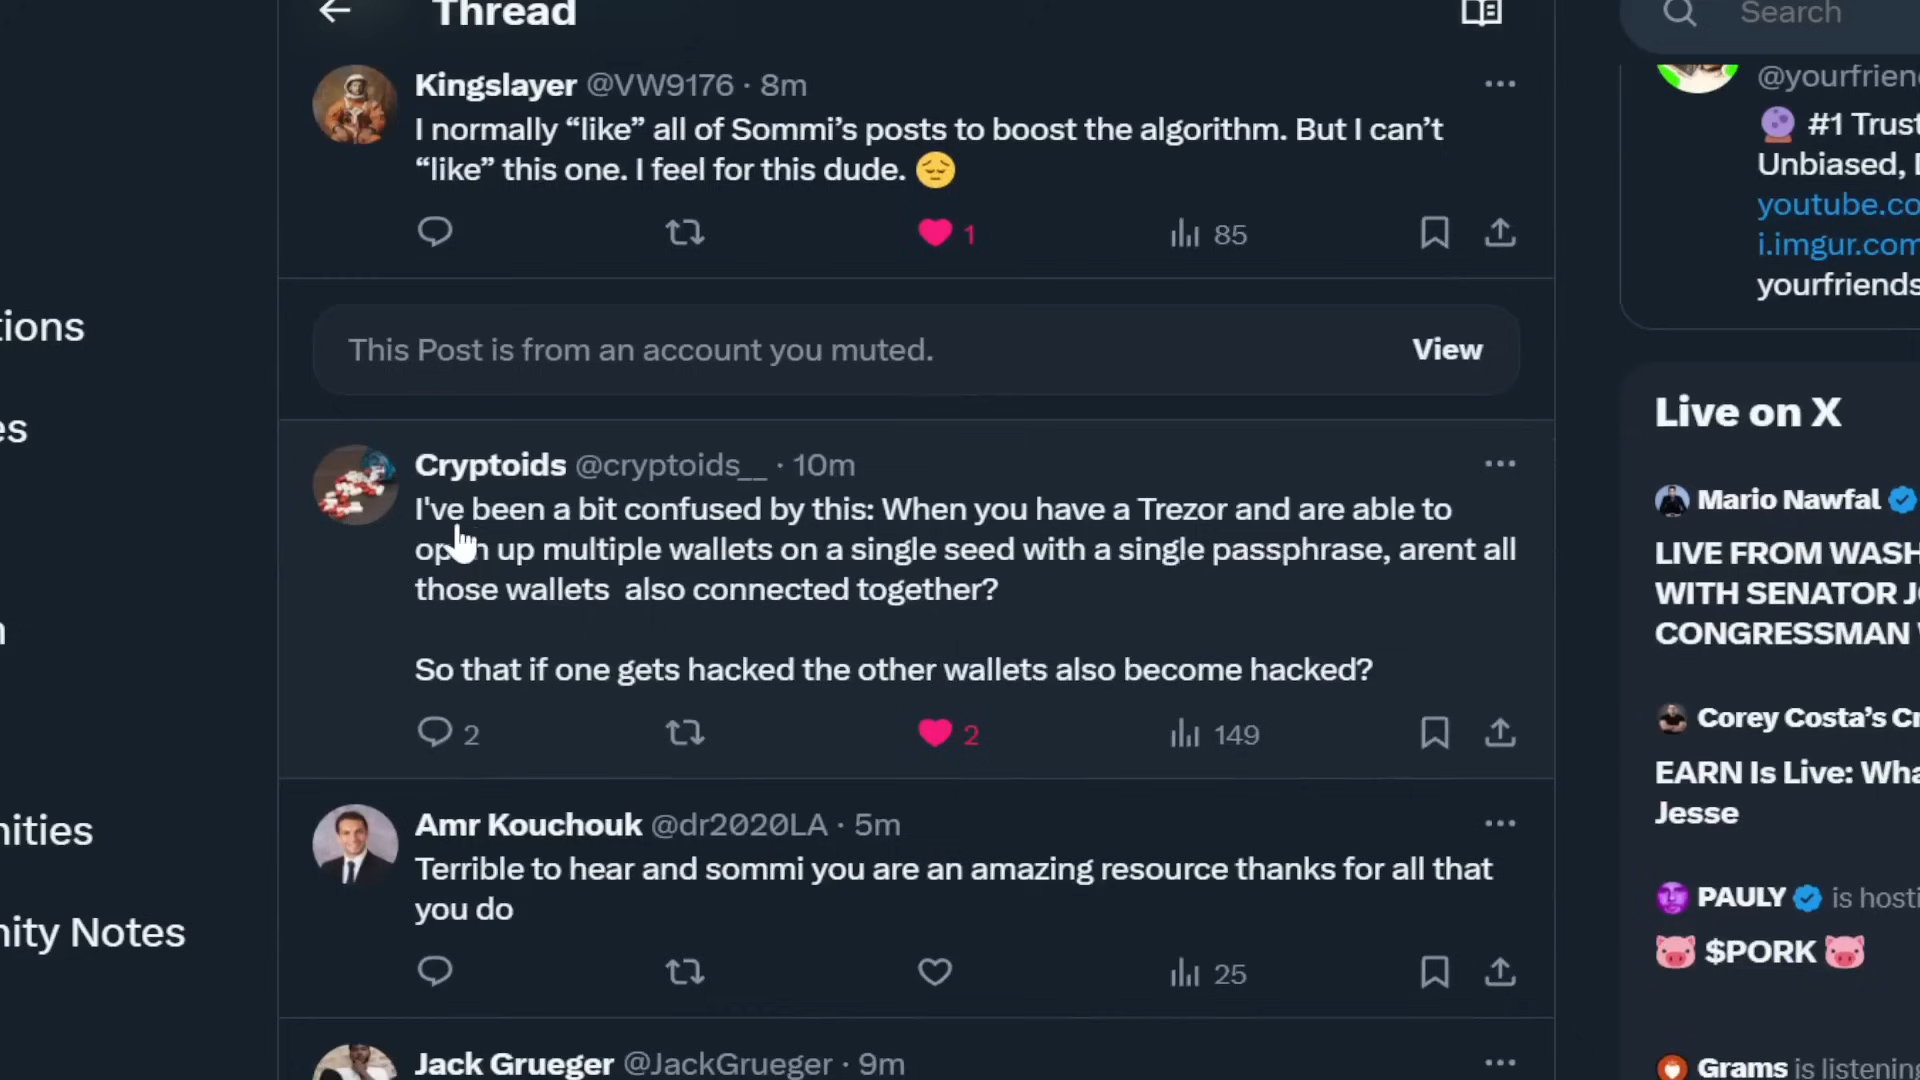 Thread
Search
Kingslayer @VW9176 · 8m
I normally “like” all of Sommi’s posts to boost the algorithm. But I can’t
“like” this one. I feel for this dude. 😔
1
85
This Post is from an account you muted.
View
Cryptoids @cryptoids__ · 10m
I've been a bit confused by this: When you have a Trezor and are able to
open up multiple wallets on a single seed with a single passphrase, arent all
those wallets  also connected together?
So that if one gets hacked the other wallets also become hacked?
2
2
149
Amr Kouchouk @dr2020LA · 5m
Terrible to hear and sommi you are an amazing resource thanks for all that
you do
25
Jack Grueger @JackGrueger · 9m
tions
es
nities
nity Notes
@yourfrien
🔮 #1 Trust
Unbiased,
youtube.co
i.imgur.com
yourfriends
Live on X
Mario Nawfal
LIVE FROM WASH
WITH SENATOR J
CONGRESSMAN
Corey Costa’s Cr
EARN Is Live: Wha
Jesse
PAULY is hosti
🐷 $PORK 🐷
Grams is listening